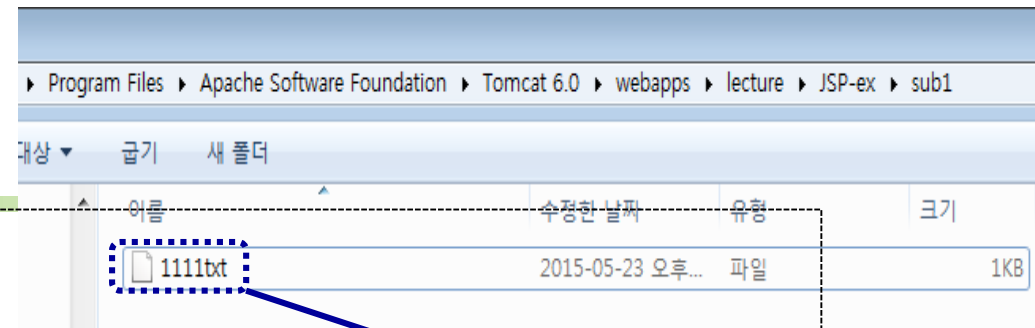 Program Files ▸ Apache Software Foundation ▸ Tomcat 6.0 ▸ webapps ▸ lecture ▸ JSP-ex ▸ sub1
대상 굽기 새 폴더
이름 수정한 날짜 유형 크기
1111txt 2015-05-23 오후... 파일 1KB